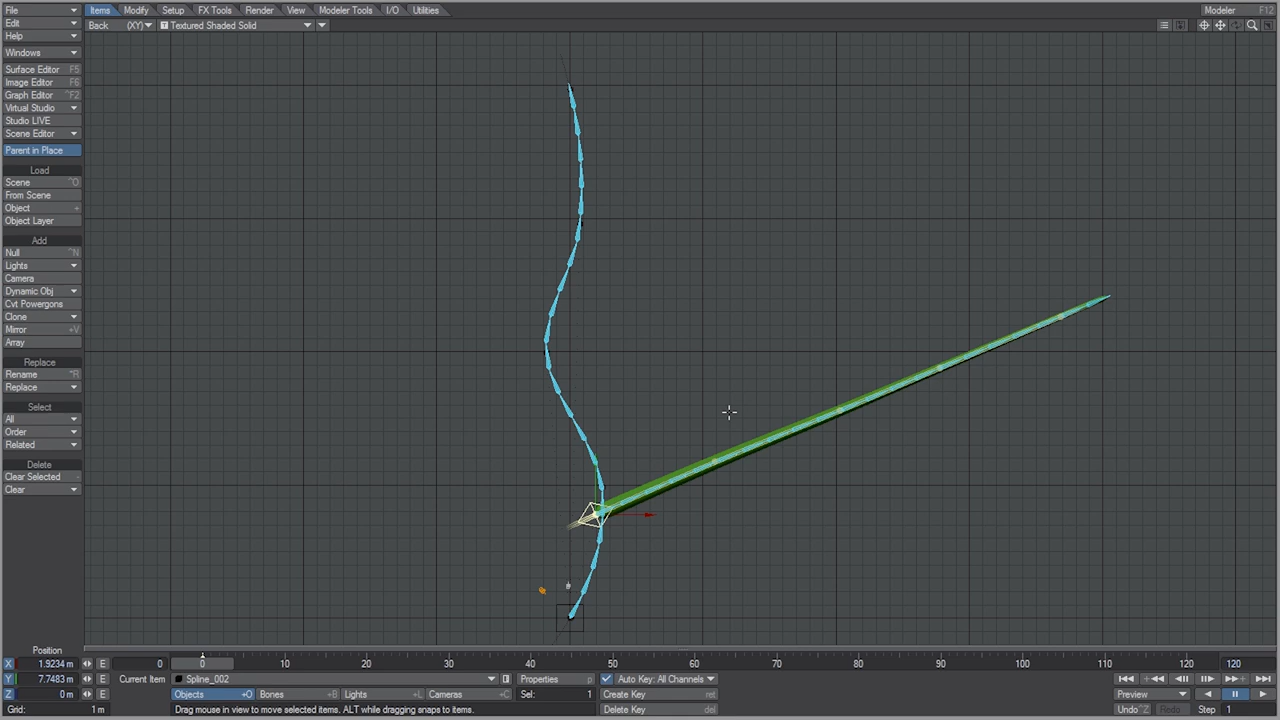 File Items Modify Setup FX Tools Render View Modeler Tools I/O Utilities Modeler F12
Edit Back (XY) T Textured Shaded Solid
Help
Windows
Surface Editor F5
Image Editor F6
Graph Editor ^F2
Virtual Studio
Studio LIVE
Scene Editor
Parent in Place
Load
Scene ^O
From Scene
Object +
Object Layer
Add
Null ^N
Lights
Camera
Dynamic Obj
Cvt Powergons
Clone
Mirror +V
Array
Replace
Rename ^R
Replace
Select
All
Order
Related
Delete
Clear Selected -
Clear
Position
X 1.9234 m E 0 0 10 20 30 40 50 60 70 80 90 100 110 120 120
Y 7.7483 m E Current Item Spline_002 Properties p Auto Key: All Channels
Z 0 m E Objects +O Bones +B Lights +L Cameras +C Sel: 1 Create Key ret Preview
Grid: 1 m Drag mouse in view to move selected items. ALT while dragging snaps to items. Delete Key del Undo ^Z Redo Step 1